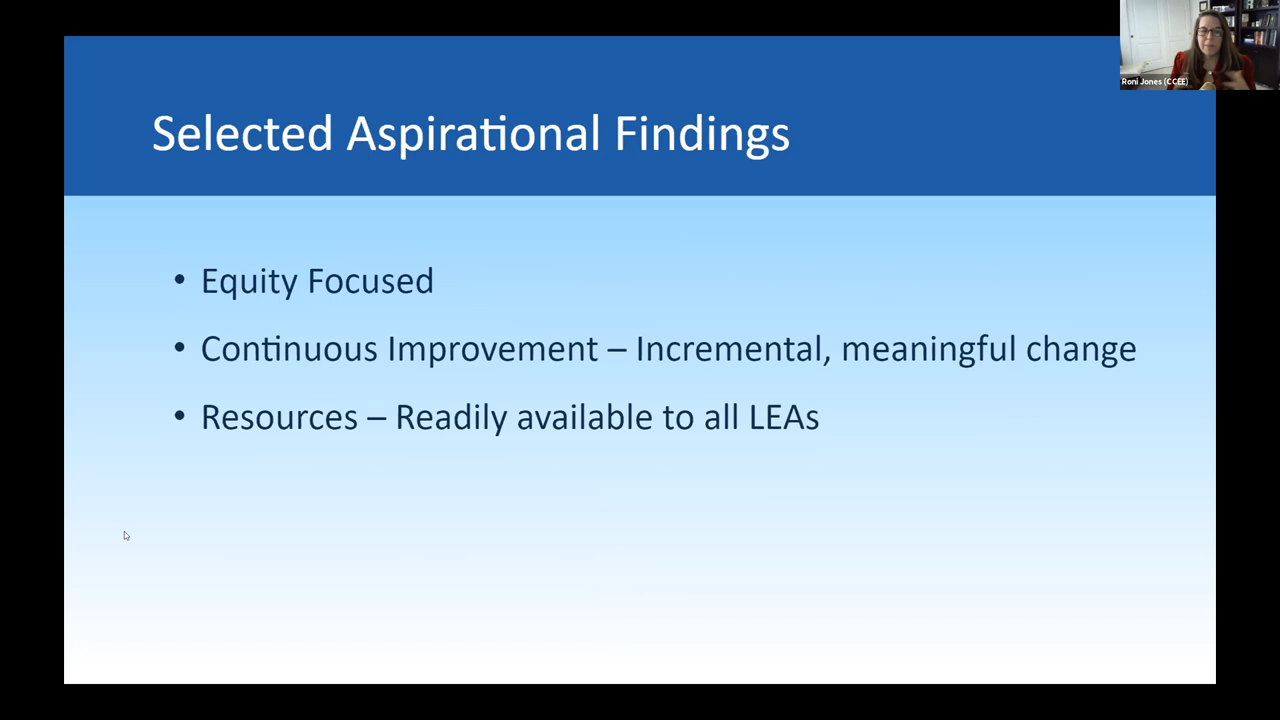 Roni Jones (CCEE)
Selected Aspirational Findings
• Equity Focused
• Continuous Improvement – Incremental, meaningful change
• Resources – Readily available to all LEAs